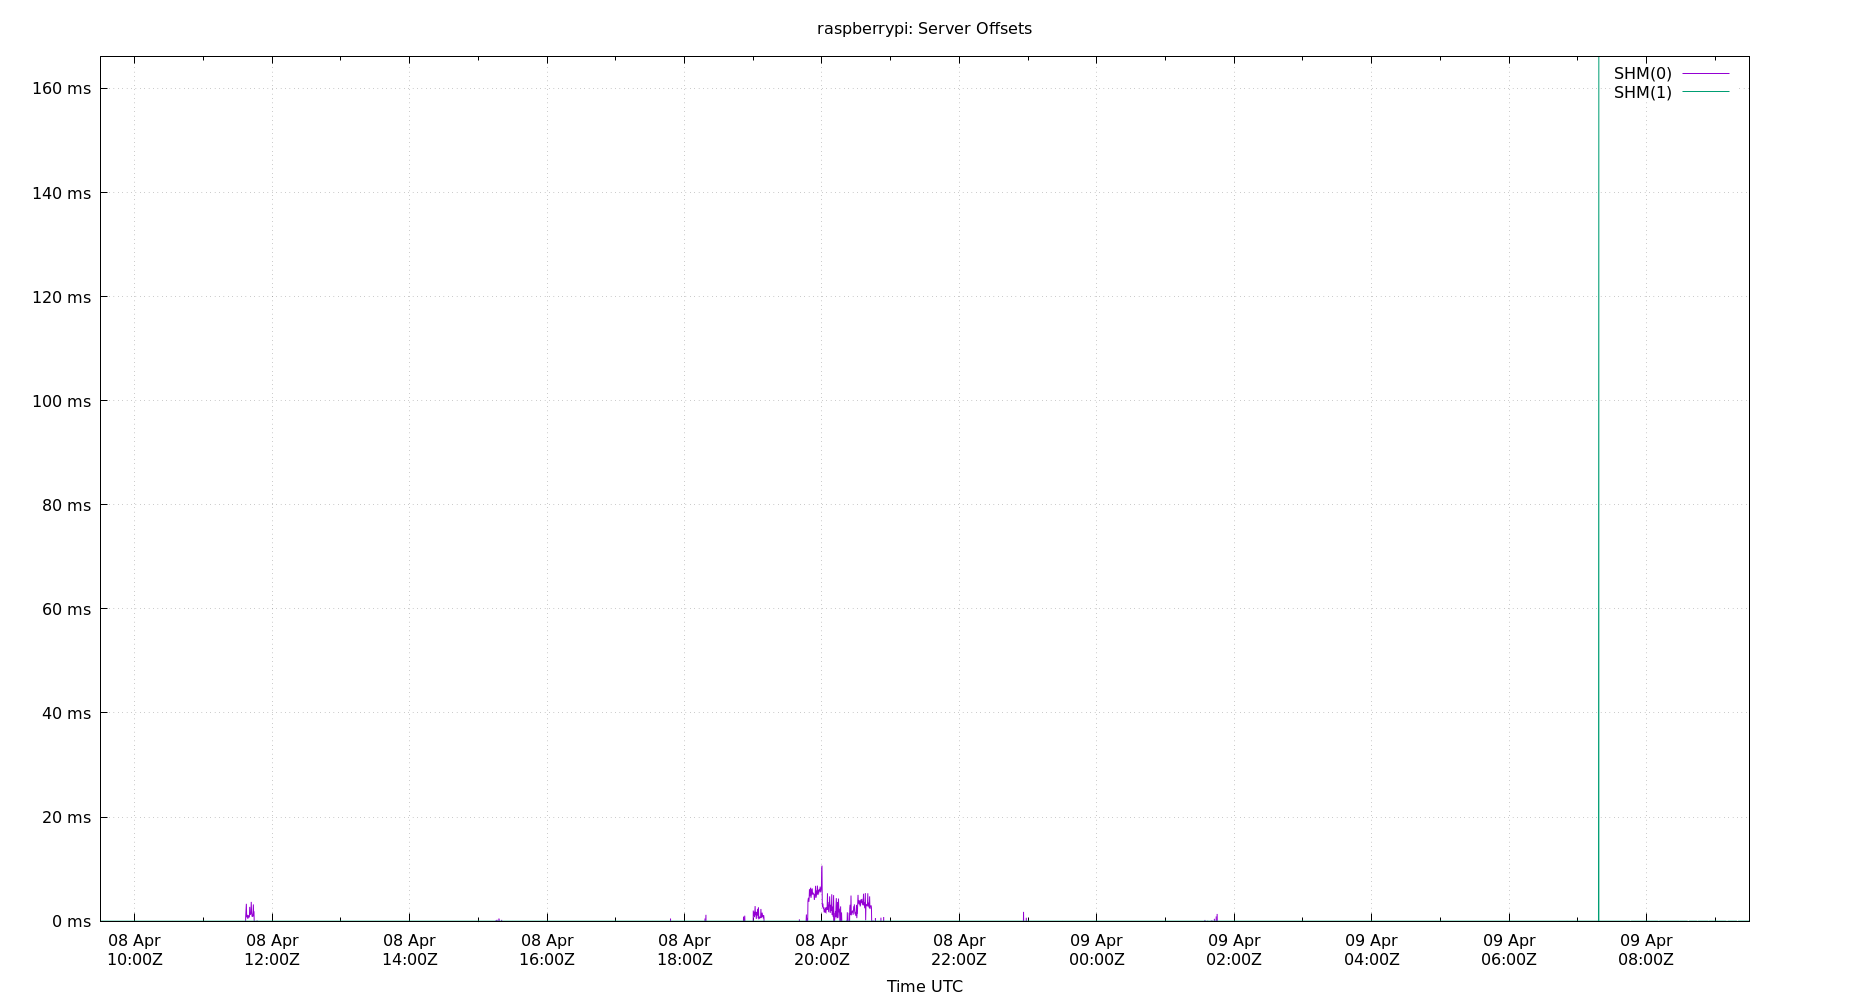 raspberrypi: Server Offsets
SHM(0)
SHM(1)
160 ms
140 ms
120 ms
100 ms
80 ms
60 ms
40 ms
20 ms
0 ms
08 Apr 08 Apr 08 Apr 08 Apr 08 Apr 08 Apr 08 Apr 09 Apr 09 Apr 09 Apr 09 Apr 09 Apr
10:00Z 12:00Z 14:00Z 16:00Z 18:00Z 20:00Z 22:00Z 00:00Z 02:00Z 04:00Z 06:00Z 08:00Z
Time UTC